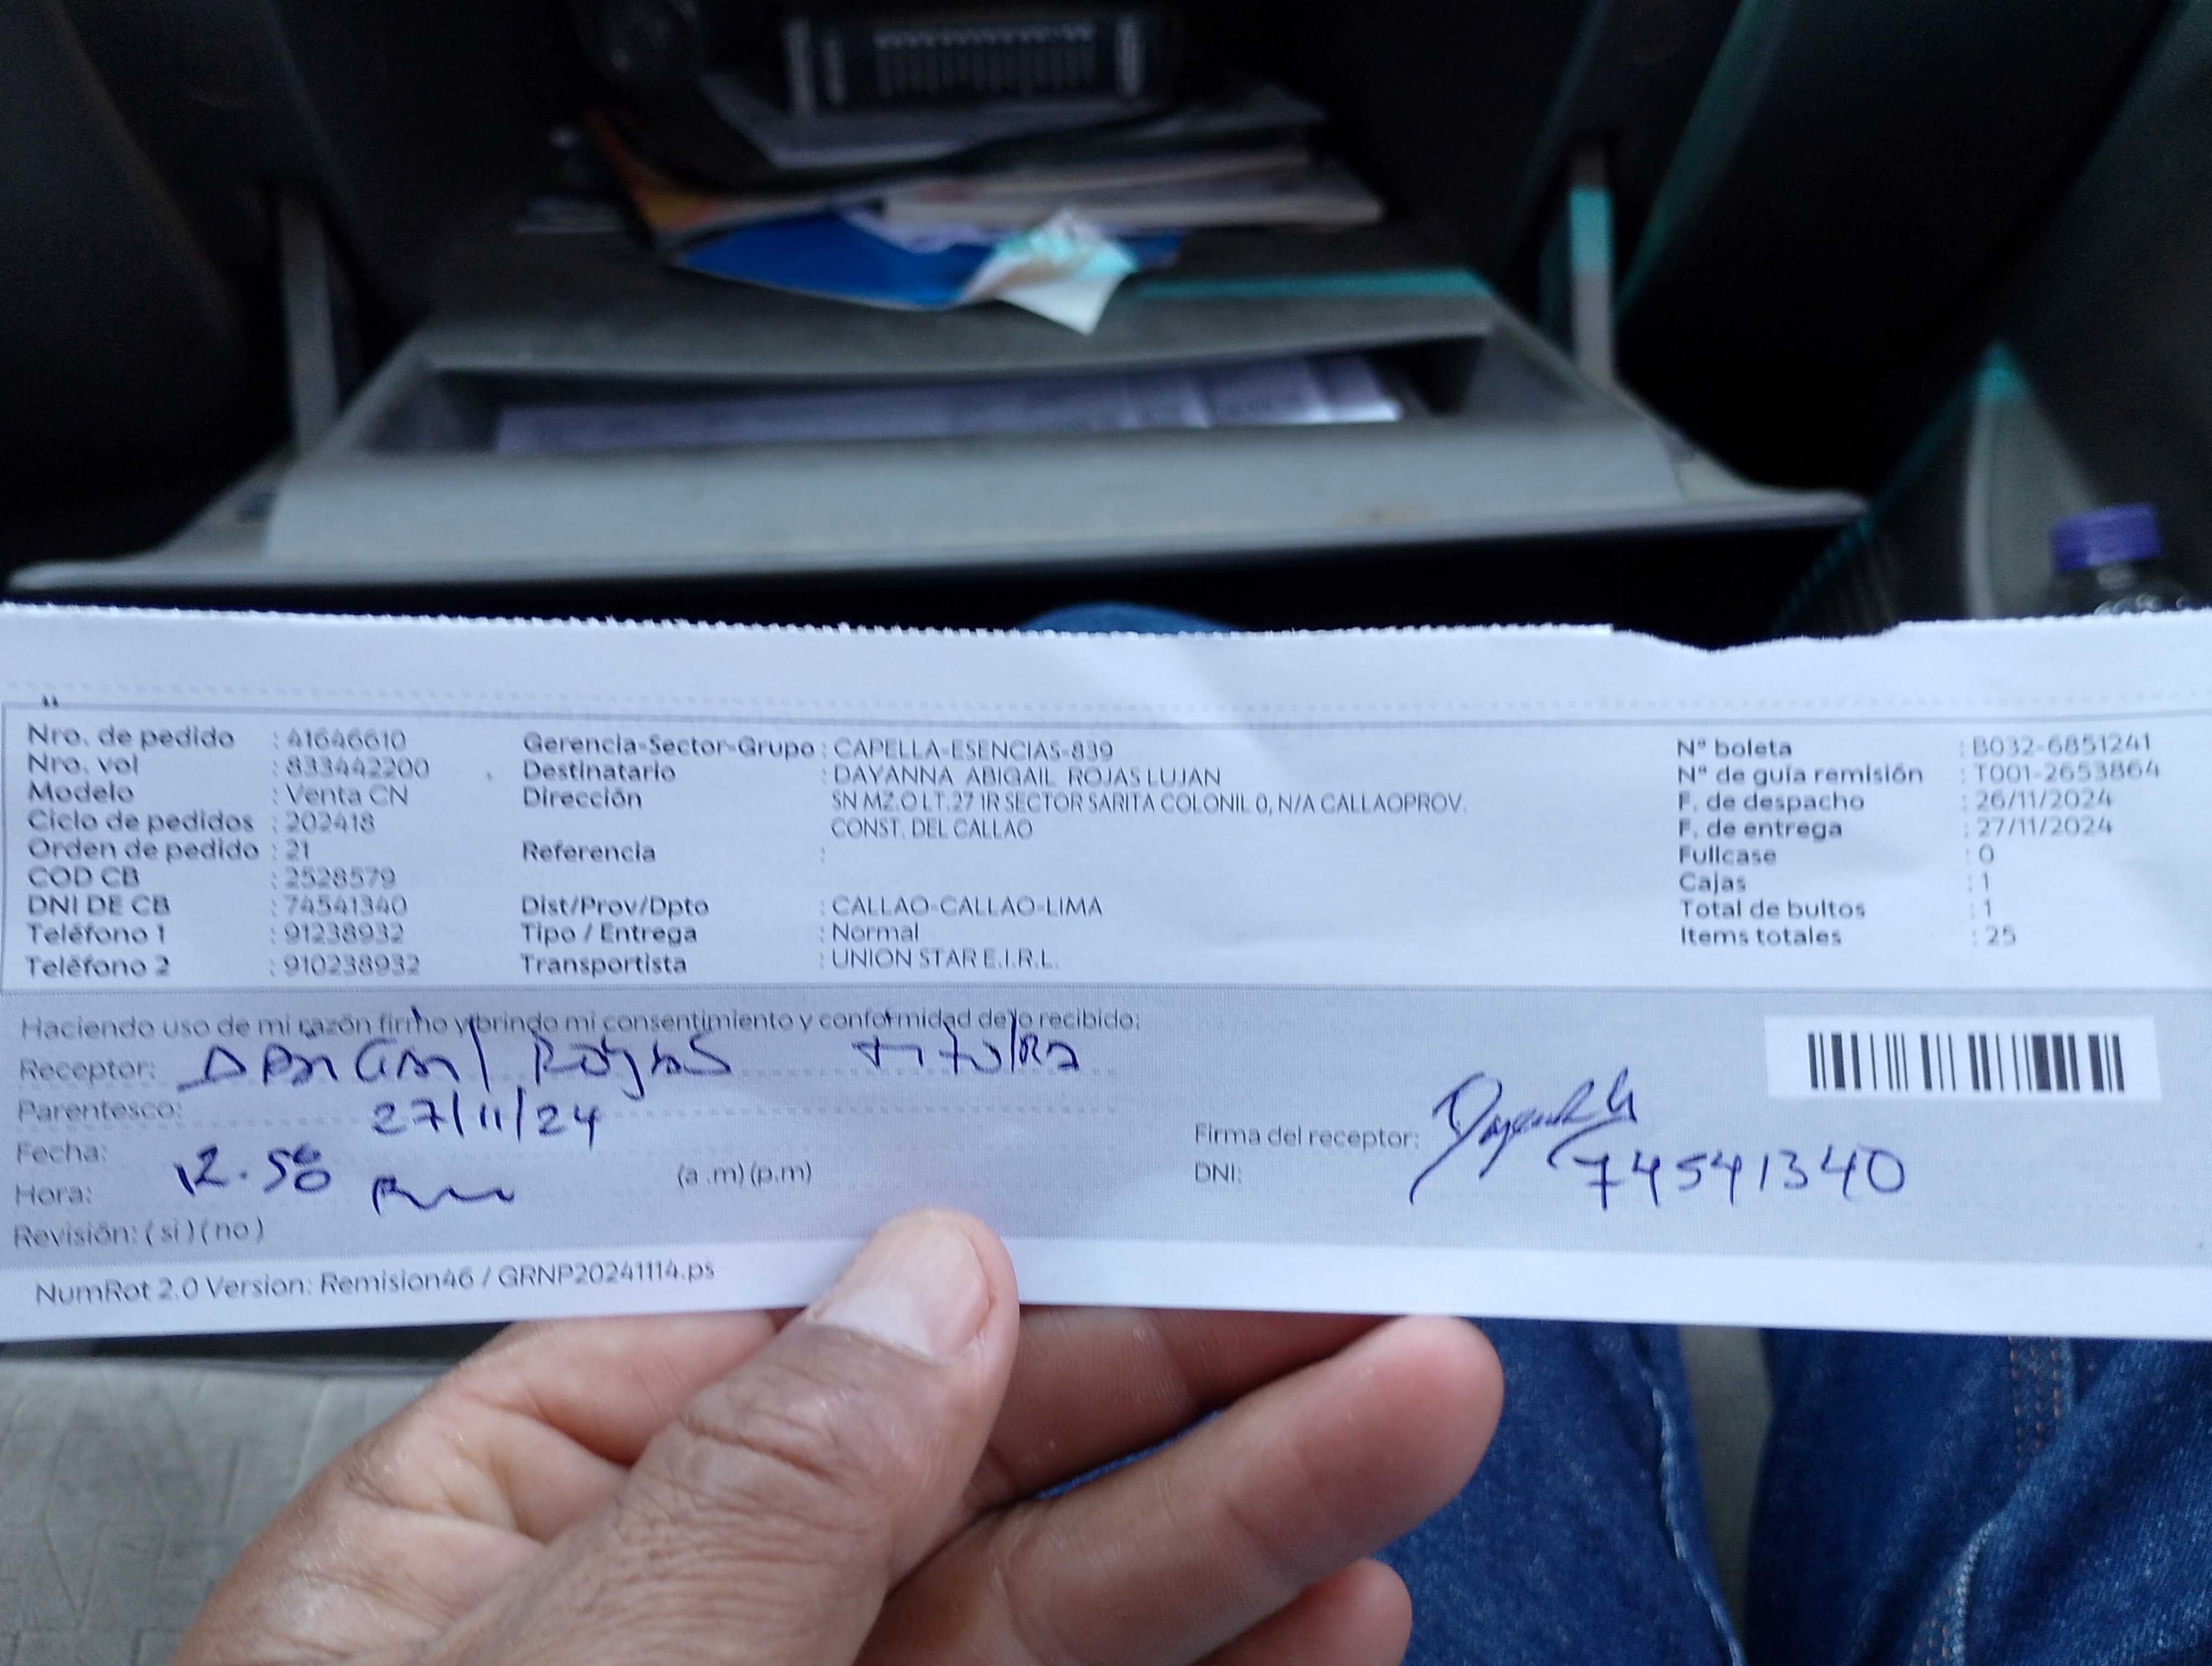 Nro. de pedido : 41646610
Nro. vol : 833442200
Modelo : Venta CN
Ciclo de pedidos : 202418
Orden de pedido : 21
COD CB : 2528579
DNI DE CB : 74541340
Teléfono 1 : 91238932
Teléfono 2 : 910238932
Gerencia-Sector-Grupo : CAPELLA-ESENCIAS-839
Destinatario : DAYANNA ABIGAIL ROJAS LUJAN
Dirección SN MZ.O LT.27 1R SECTOR SARITA COLONIL 0, N/A CALLAOPROV.
CONST. DEL CALLAO
Referencia :
Dist/Prov/Dpto : CALLAO-CALLAO-LIMA
Tipo / Entrega : Normal
Transportista : UNION STAR E.I.R.L.
N° boleta : B032-6851241
N° de guía remisión : T001-2653864
F. de despacho : 26/11/2024
F. de entrega : 27/11/2024
Fullcase : 0
Cajas : 1
Total de bultos : 1
Items totales : 25
Haciendo uso de mi razón firmo y brindo mi consentimiento y conformidad de lo recibido:
Receptor: Rojas
Parentesco:
27/11/24
Fecha:
Hora: 12.58 (a .m) (p.m)
Revisión: ( si ) ( no )
Firma del receptor:
DNI: 74541340
NumRot 2.0 Version: Remision46 / GRNP20241114.ps